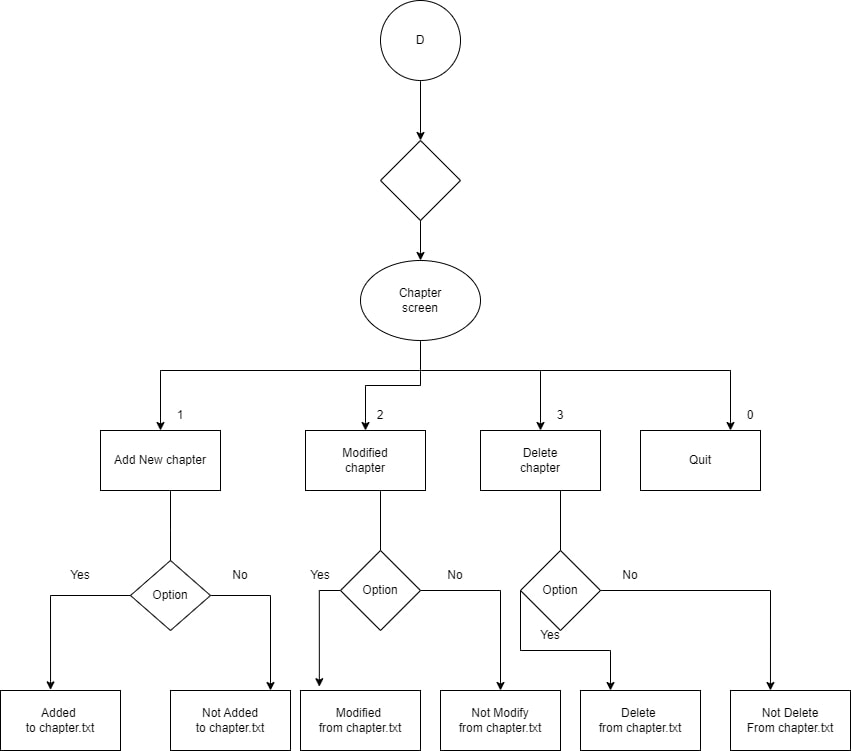 D
Chapter
screen
1
2
3
0
Add New chapter
Modified
chapter
Delete
chapter
Quit
Yes
Option
No
Yes
Option
No
Option
No
Yes
Added
to chapter.txt
Not Added
to chapter.txt
Modified
from chapter.txt
Not Modify
from chapter.txt
Delete
from chapter.txt
Not Delete
From chapter.txt